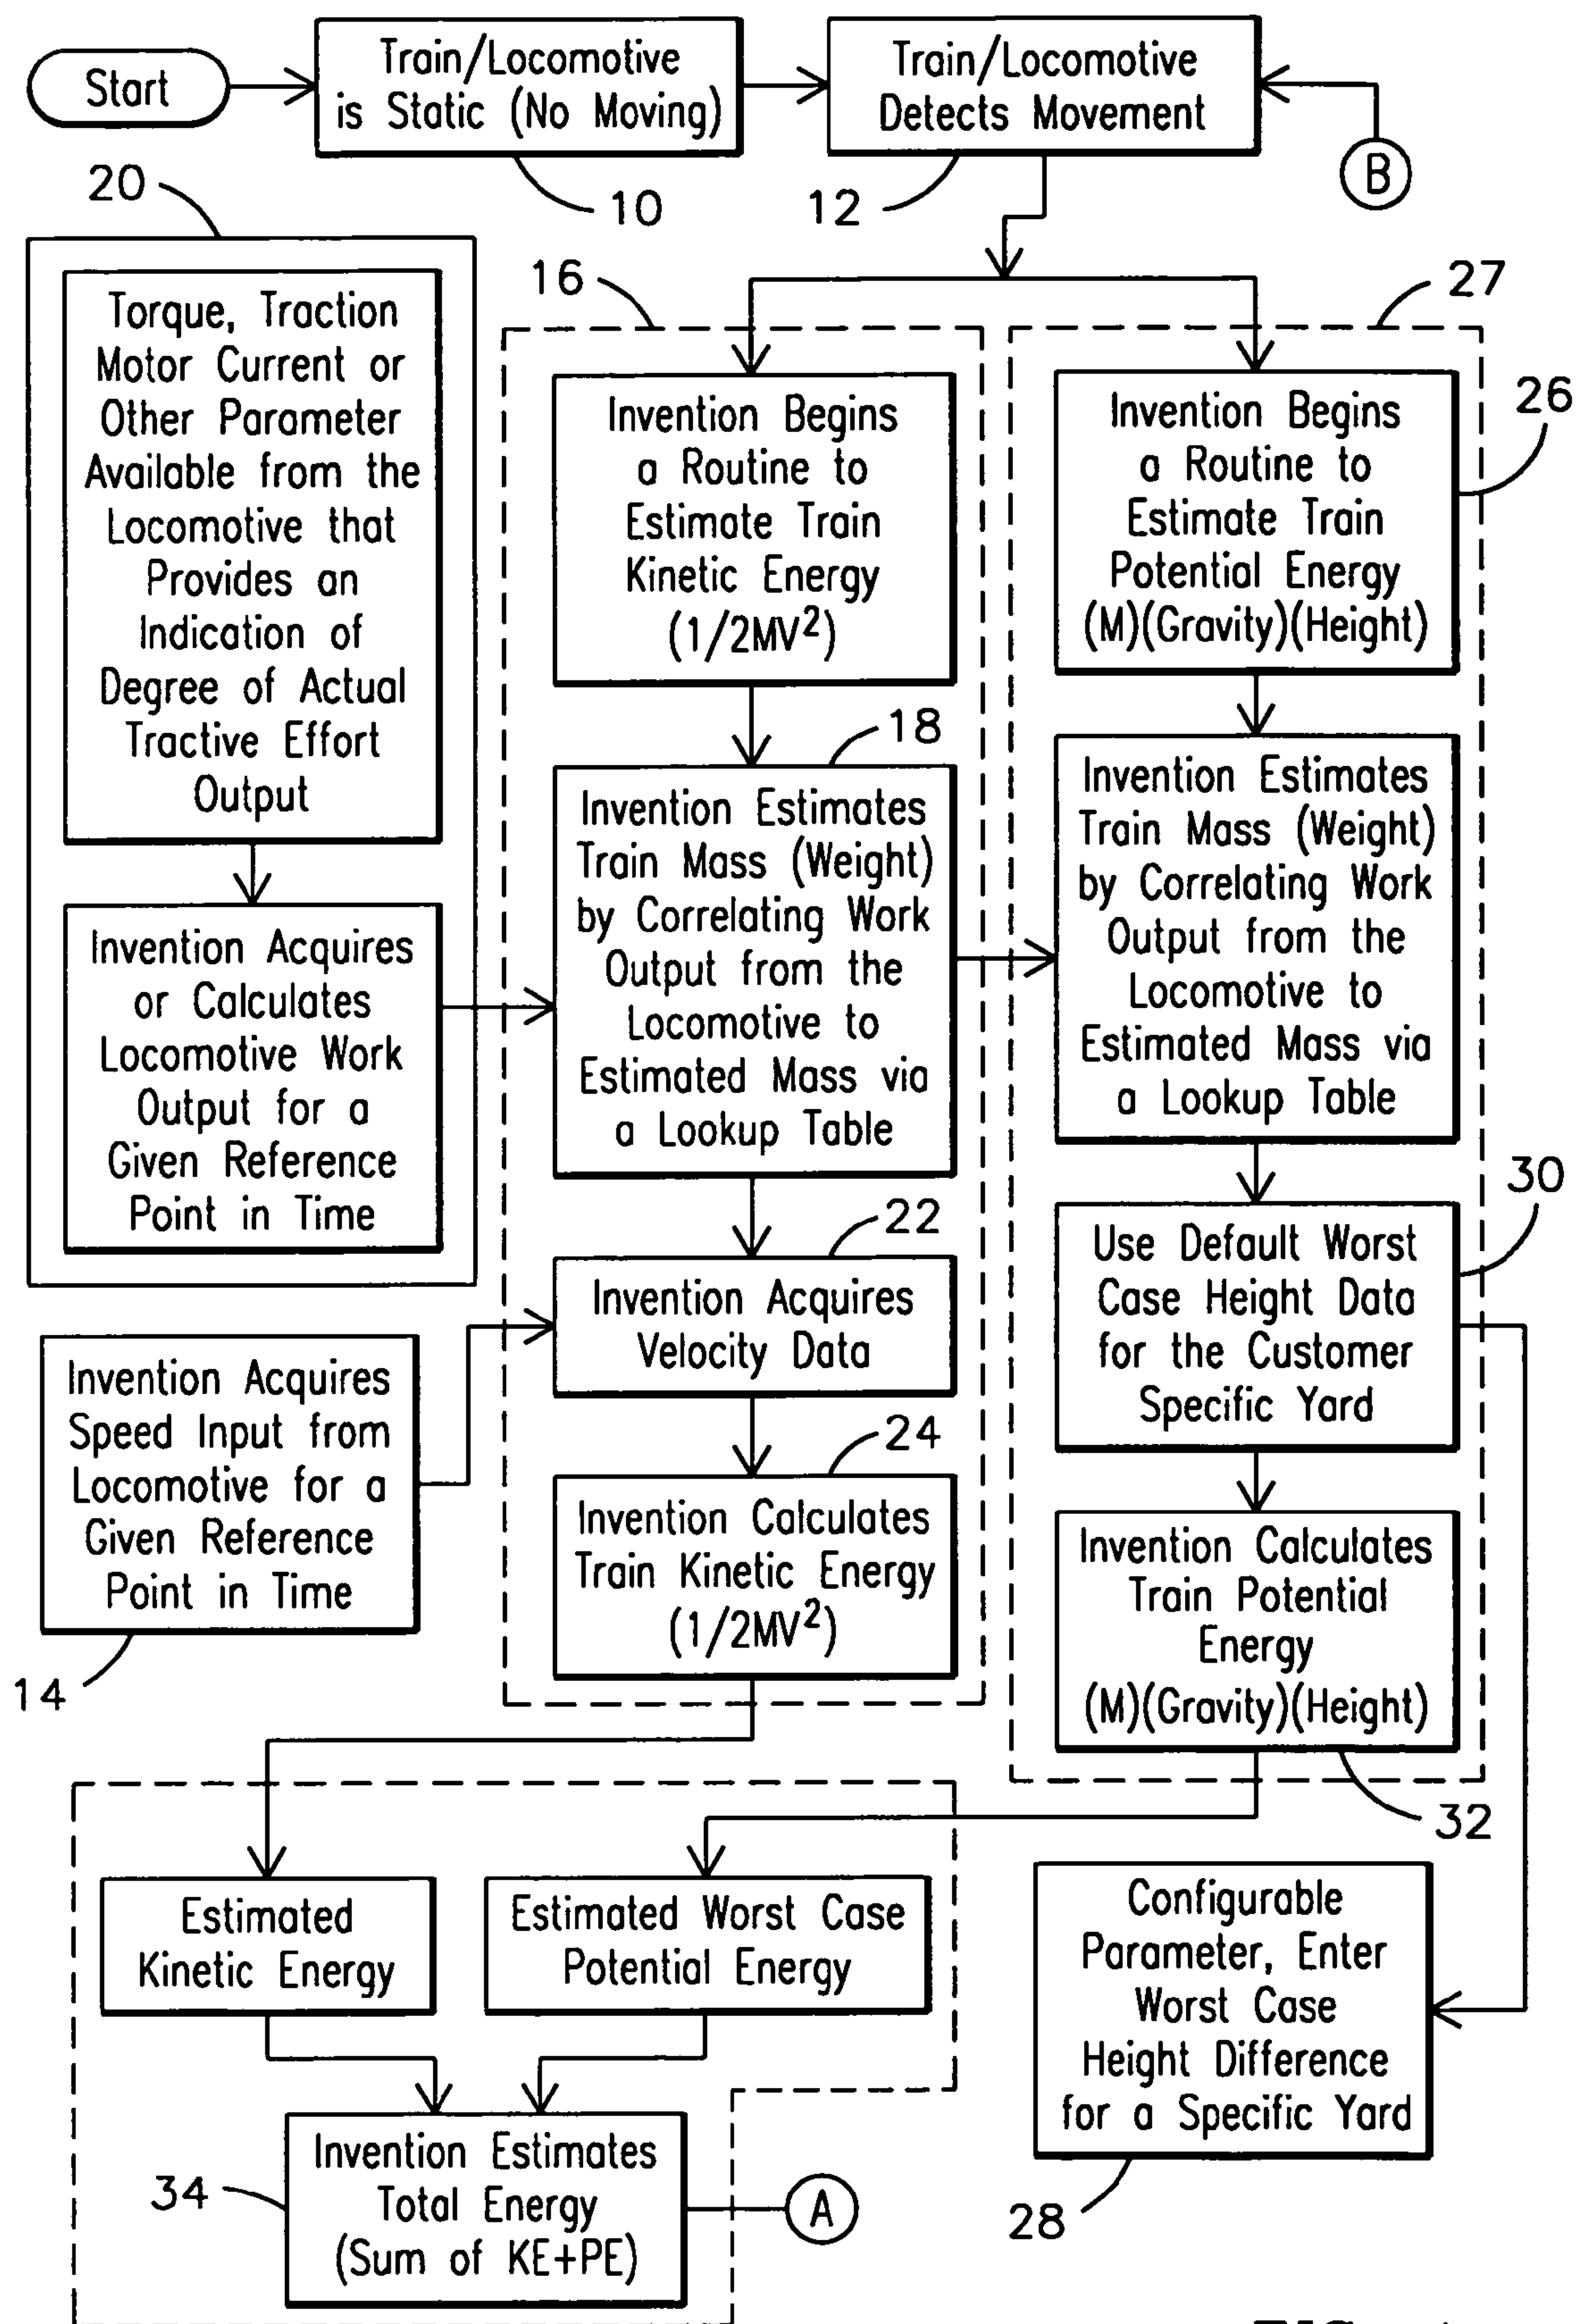 Start
Train/Locomotive
is Static (No Moving)
Train/Locomotive
Detects Movement
B
10
12
20
Torque, Traction
Motor Current or
Other Parameter
Available from the
Locomotive that
Provides an
Indication of
Degree of Actual
Tractive Effort
Output
Invention Acquires
or Calculates
Locomotive Work
Output for a
Given Reference
Point in Time
Invention Acquires
Speed Input from
Locomotive for a
Given Reference
Point in Time
14
16
Invention Begins
a Routine to
Estimate Train
Kinetic Energy
(1/2MV²)
18
Invention Estimates
Train Mass (Weight)
by Correlating Work
Output from the
Locomotive to
Estimated Mass via
a Lookup Table
22
Invention Acquires
Velocity Data
24
Invention Calculates
Train Kinetic Energy
(1/2MV²)
27
26
Invention Begins
a Routine to
Estimate Train
Potential Energy
(M)(Gravity)(Height)
Invention Estimates
Train Mass (Weight)
by Correlating Work
Output from the
Locomotive to
Estimated Mass via
a Lookup Table
30
Use Default Worst
Case Height Data
for the Customer
Specific Yard
Invention Calculates
Train Potential
Energy
(M)(Gravity)(Height)
32
Estimated
Kinetic Energy
Estimated Worst Case
Potential Energy
Configurable
Parameter, Enter
Worst Case
Height Difference
for a Specific Yard
28
34
Invention Estimates
Total Energy
(Sum of KE+PE)
A